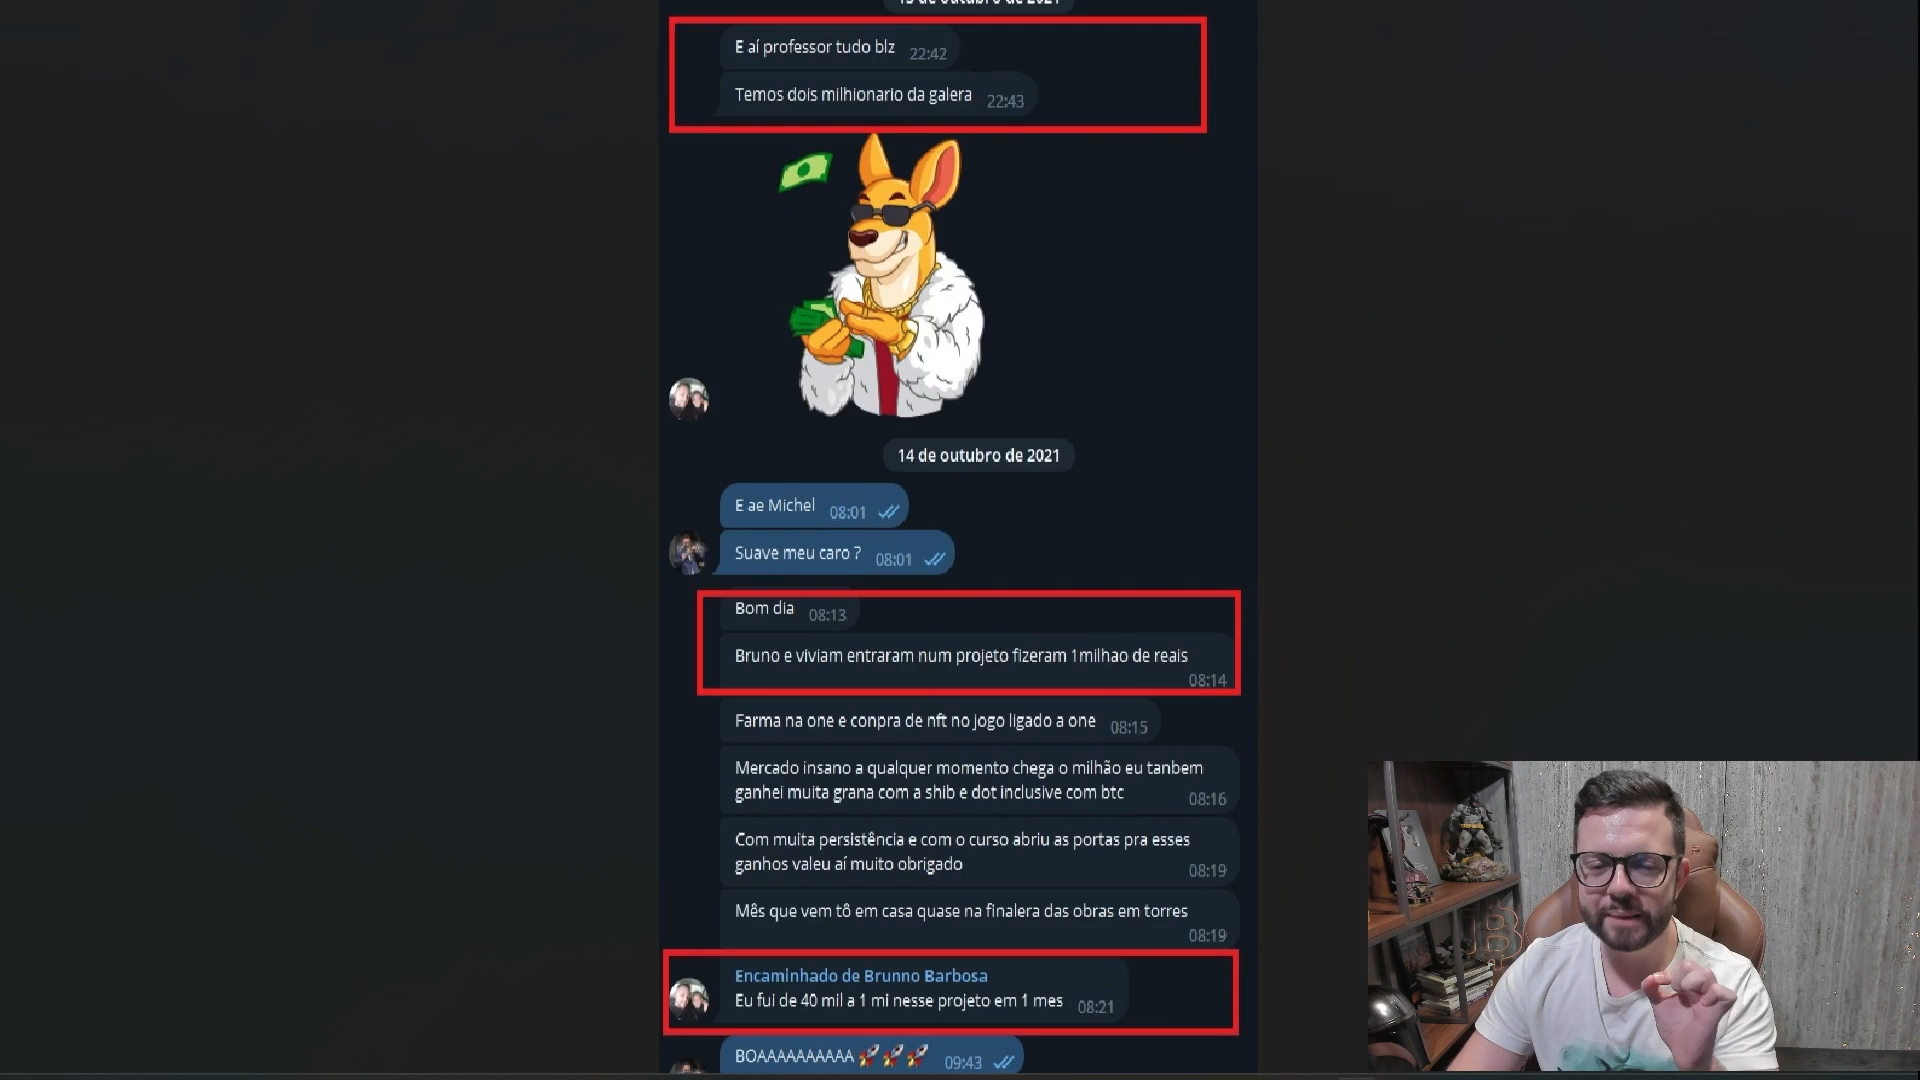 13 de outubro de 2021
E aí professor tudo blz 22:42
Temos dois milhionario da galera 22:43
14 de outubro de 2021
E ae Michel 08:01
Suave meu caro ? 08:01
Bom dia 08:13
Bruno e viviam entraram num projeto fizeram 1milhao de reais
08:14
Farma na one e conpra de nft no jogo ligado a one 08:15
Mercado insano a qualquer momento chega o milhão eu tanbem
ganhei muita grana com a shib e dot inclusive com btc 08:16
Com muita persistência e com o curso abriu as portas pra esses
ganhos valeu aí muito obrigado 08:19
Mês que vem tô em casa quase na finalera das obras em torres
08:19
Encaminhado de Brunno Barbosa
Eu fui de 40 mil a 1 mi nesse projeto em 1 mes 08:21
BOAAAAAAAAAA 🚀🚀🚀 09:43